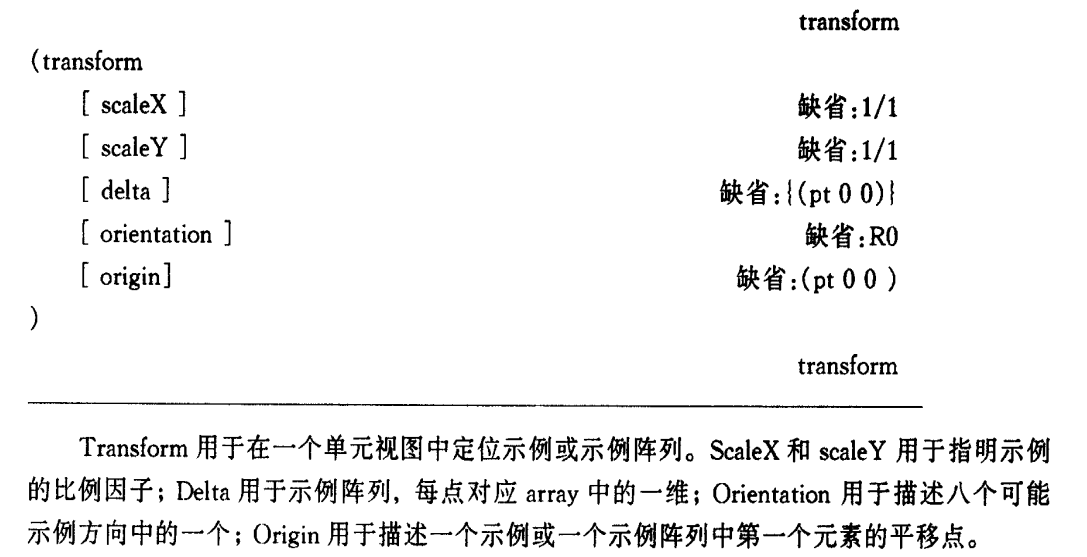 transform
(transform
[ scaleX ] 缺省:1/1
[ scaleY ] 缺省:1/1
[ delta ] 缺省:{(pt 0 0)}
[ orientation ] 缺省:R0
[ origin] 缺省:(pt 0 0 )
)
transform
Transform 用于在一个单元视图中定位示例或示例阵列。ScaleX 和 scaleY 用于指明示例
的比例因子；Delta 用于示例阵列，每点对应 array 中的一维；Orientation 用于描述八个可能
示例方向中的一个；Origin 用于描述一个示例或一个示例阵列中第一个元素的平移点。